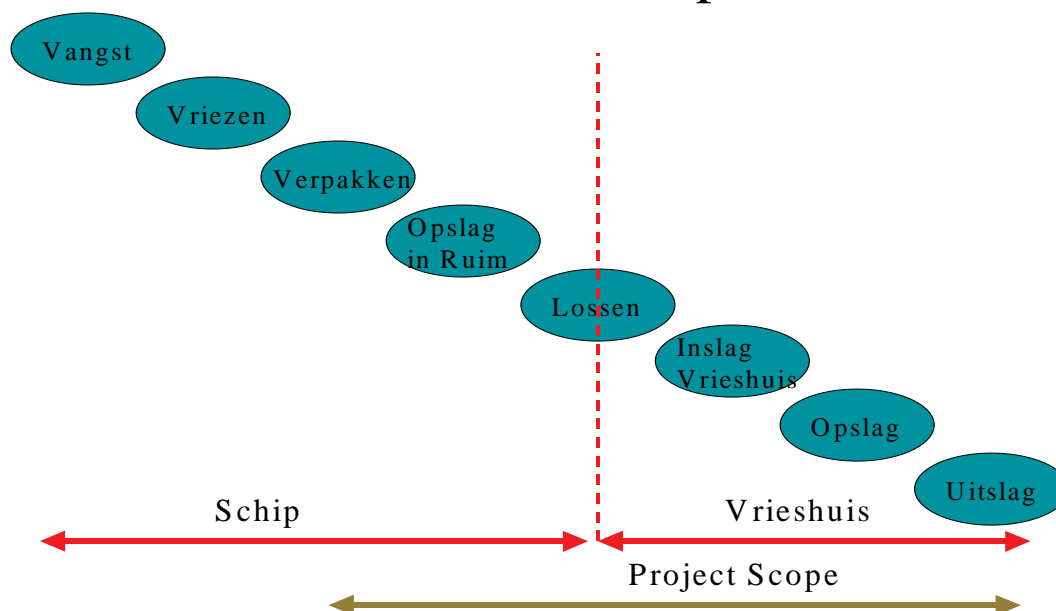 Vangst
Vriezen
Verpakken
Opslag
in Ruim
Lossen
Inslag
Vrieshuis
Opslag
Uitslag
Schip
Vrieshuis
Project Scope